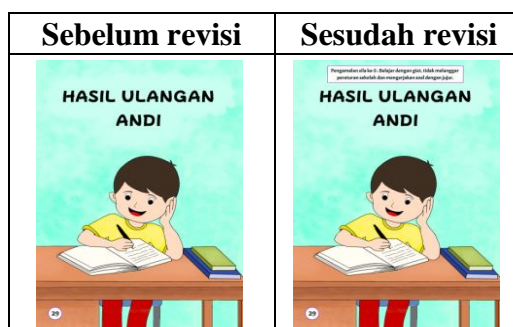 Sebelum revisi
Sesudah revisi
HASIL ULANGAN
ANDI
29
Pengamalan sila ke-5 : Belajar dengan giat, tidak melanggar
peraturan sekolah dan mengerjakan soal dengan jujur.
HASIL ULANGAN
ANDI
29